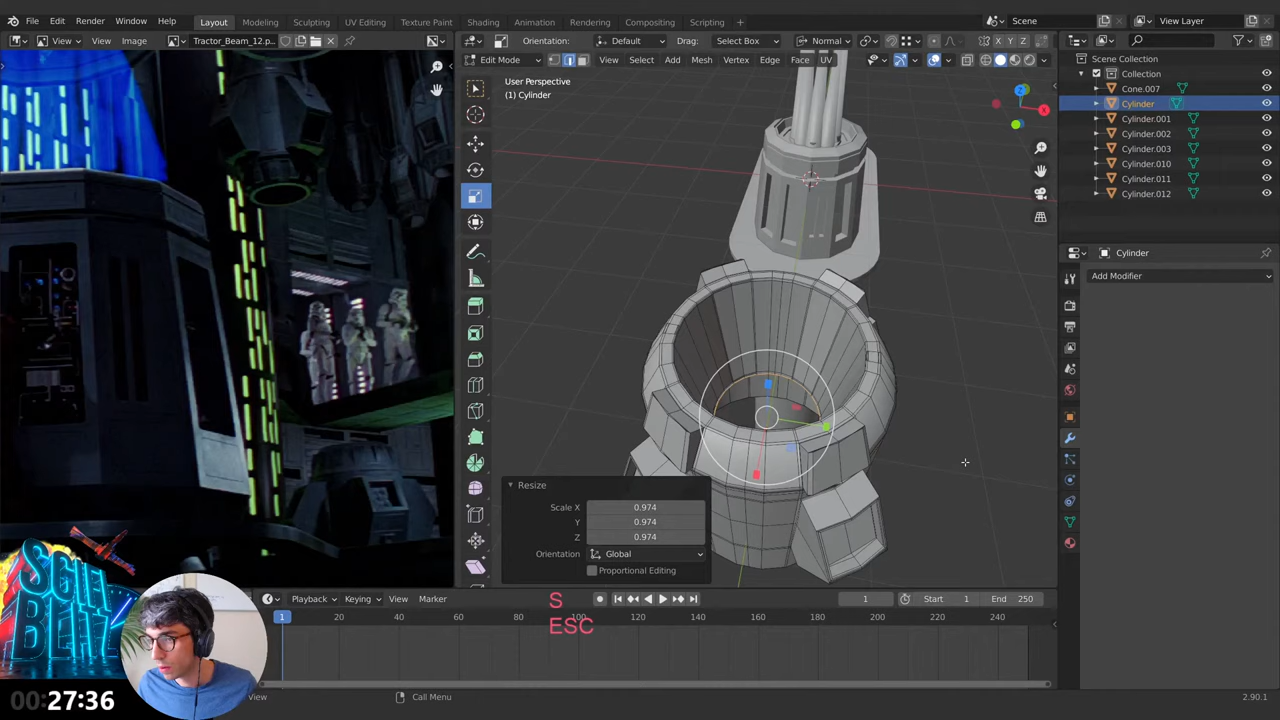 File Edit Render Window Help Layout Modeling Sculpting UV Editing Texture Paint Shading Animation Rendering Compositing Scripting + Scene View Layer
View View Image Tractor_Beam_12.p... Orientation: Default Drag: Select Box Normal X Y Z
Edit Mode View Select Add Mesh Vertex Edge Face UV
User Perspective
(1) Cylinder
Z
X
Scene Collection
Collection
Cone.007
Cylinder
Cylinder.001
Cylinder.002
Cylinder.003
Cylinder.010
Cylinder.011
Cylinder.012
Cylinder
Add Modifier
Resize
Scale X 0.974
Y 0.974
Z 0.974
Orientation Global
Proportional Editing
Playback Keying View Marker 1 Start 1 End 250
S
ESC
1 20 40 60 80 100 120 140 160 180 200 220 240
SCIFI
BLITZ
00:27:36
View Call Menu 2.90.1